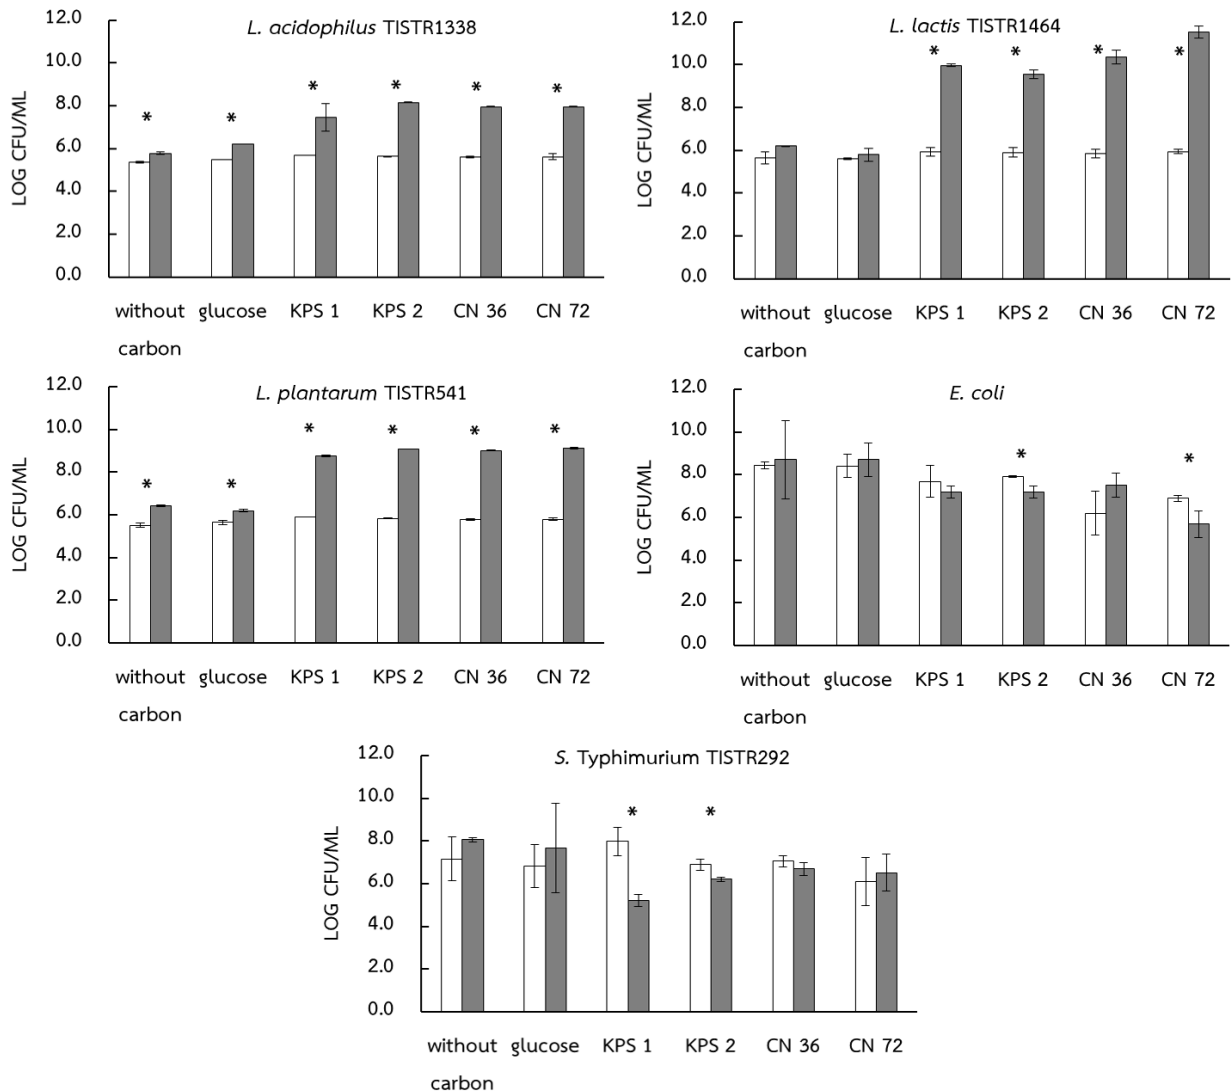 L. acidophilus TISTR1338
12.0
10.0
8.0
6.0
4.0
2.0
0.0
LOG CFU/ML
* * * * * *
without glucose KPS 1 KPS 2 CN 36 CN 72
carbon
L. lactis TISTR1464
12.0
10.0
8.0
6.0
4.0
2.0
0.0
LOG CFU/ML
* * * *
without glucose KPS 1 KPS 2 CN 36 CN 72
carbon
L. plantarum TISTR541
12.0
10.0
8.0
6.0
4.0
2.0
0.0
LOG CFU/ML
* * * * * *
without glucose KPS 1 KPS 2 CN 36 CN 72
carbon
E. coli
12.0
10.0
8.0
6.0
4.0
2.0
0.0
LOG CFU/ML
* *
without glucose KPS 1 KPS 2 CN 36 CN 72
carbon
S. Typhimurium TISTR292
12.0
10.0
8.0
6.0
4.0
2.0
0.0
LOG CFU/ML
* *
without glucose KPS 1 KPS 2 CN 36 CN 72
carbon